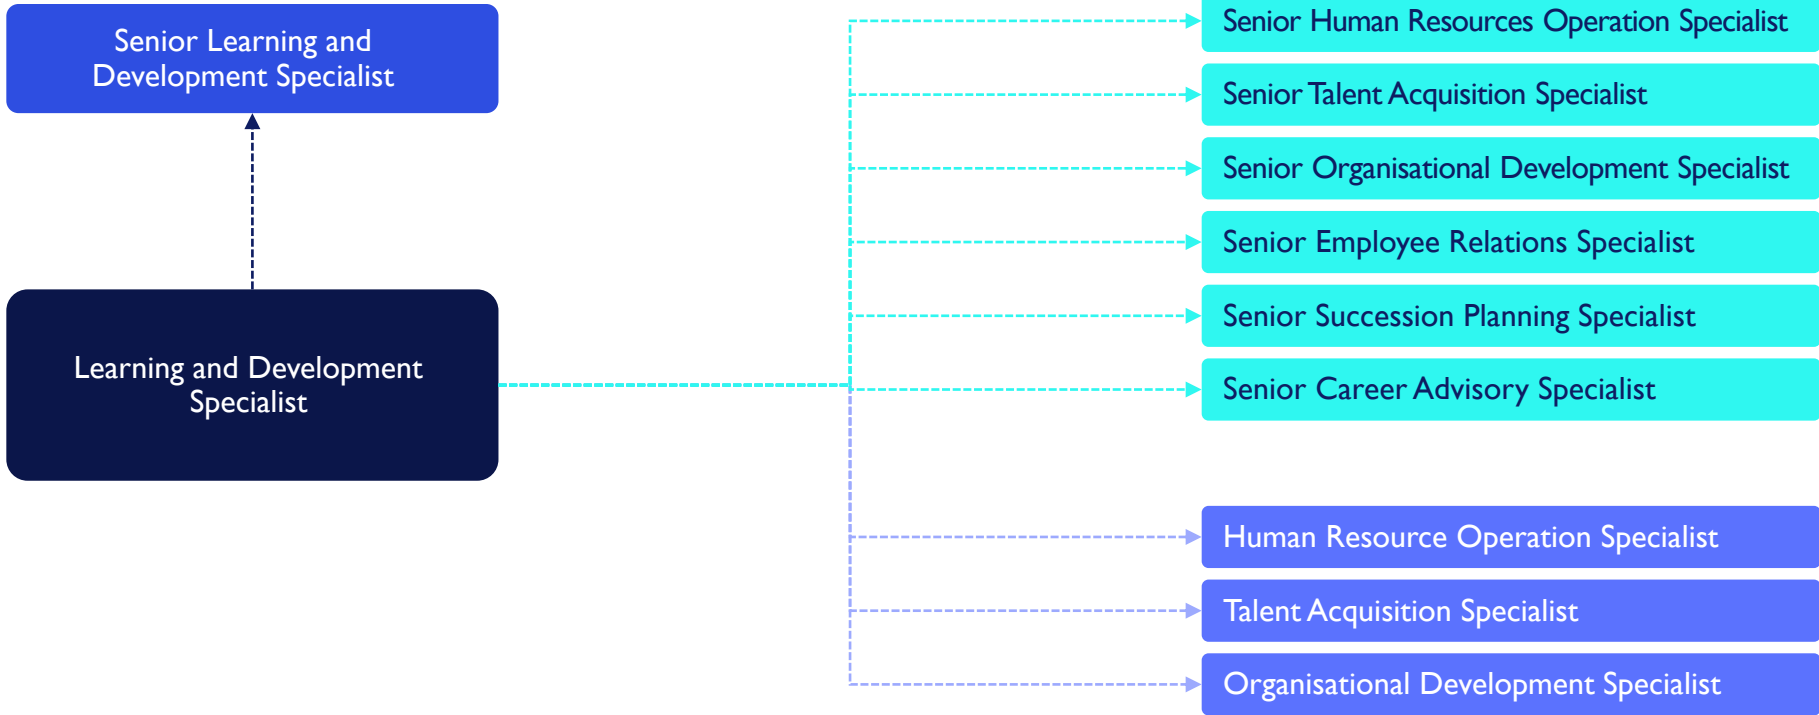 Senior Learning and
Development Specialist
Learning and Development
Specialist
Senior Human Resources Operation Specialist
Senior Talent Acquisition Specialist
Senior Organisational Development Specialist
Senior Employee Relations Specialist
Senior Succession Planning Specialist
Senior Career Advisory Specialist
Human Resource Operation Specialist
Talent Acquisition Specialist
Organisational Development Specialist